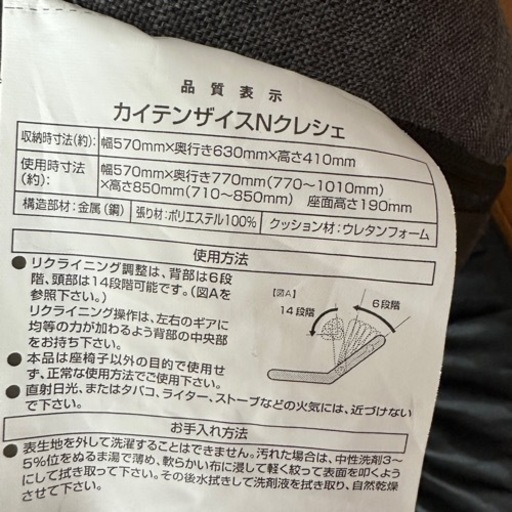 品質表示
カイテンザイスNクレシェ
収納時寸法(約): 幅570mm×奥行き630mm×高さ410mm
使用時寸法(約): 幅570mm×奥行き770mm(770〜1010mm)
×高さ850mm(710〜850mm) 座面高さ190mm
構造部材:金属(鋼) 張り材:ポリエステル100% クッション材:ウレタンフォーム
使用方法
●リクライニング調整は、背部は6段
階、頭部は14段階可能です。(図Aを
参照下さい。)
リクライニング操作は、左右のギアに
均等の力が加わるよう背部の中央部
をお持ち下さい。
【図A】
14段階
6段階
●本品は座椅子以外の目的で使用せ
ず、正常な使用方法でご使用下さい。
●直射日光、またはタバコ、ライター、ストーブなどの火気には、近づけない
で下さい。
お手入れ方法
●表生地を外して洗濯することはできません。汚れた場合は、中性洗剤3〜
5%位をぬるま湯で薄め、軟らかい布に浸して軽く絞って表面を叩くよう
にして拭き取って下さい。その後水拭きして洗剤液を拭き取り、自然乾燥
させて下さい。